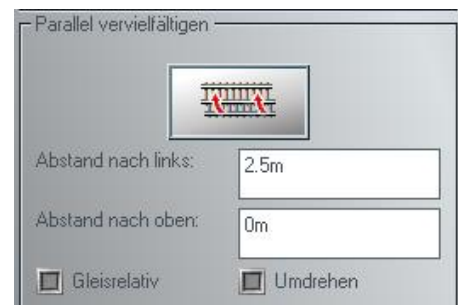 Parallel vervielfältigen
Abstand nach links: 2.5m
Abstand nach oben: 0m
Gleisrelativ Umdrehen